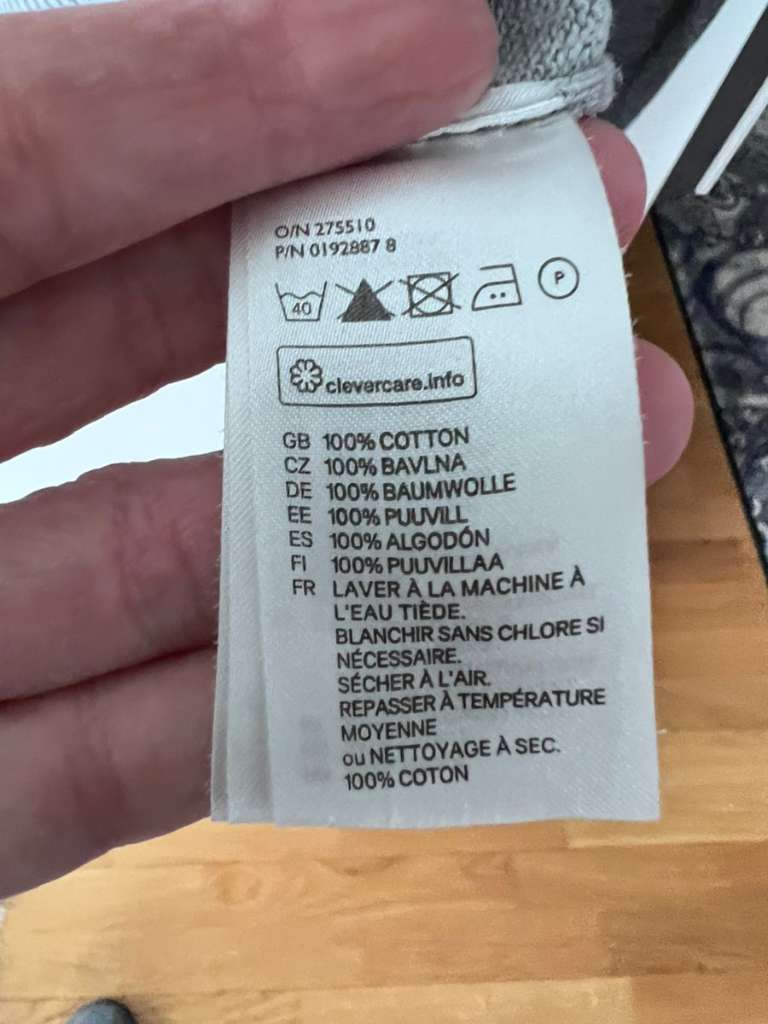 O/N 275510
P/N 0192887 8
40 P
clevercare.info
GB 100% COTTON
CZ 100% BAVLNA
DE 100% BAUMWOLLE
EE 100% PUUVILL
ES 100% ALGODÓN
FI 100% PUUVILLAA
FR LAVER À LA MACHINE À
L'EAU TIÈDE.
BLANCHIR SANS CHLORE SI
NÉCESSAIRE.
SÉCHER À L'AIR.
REPASSER À TEMPÉRATURE
MOYENNE
ou NETTOYAGE À SEC.
100% COTON